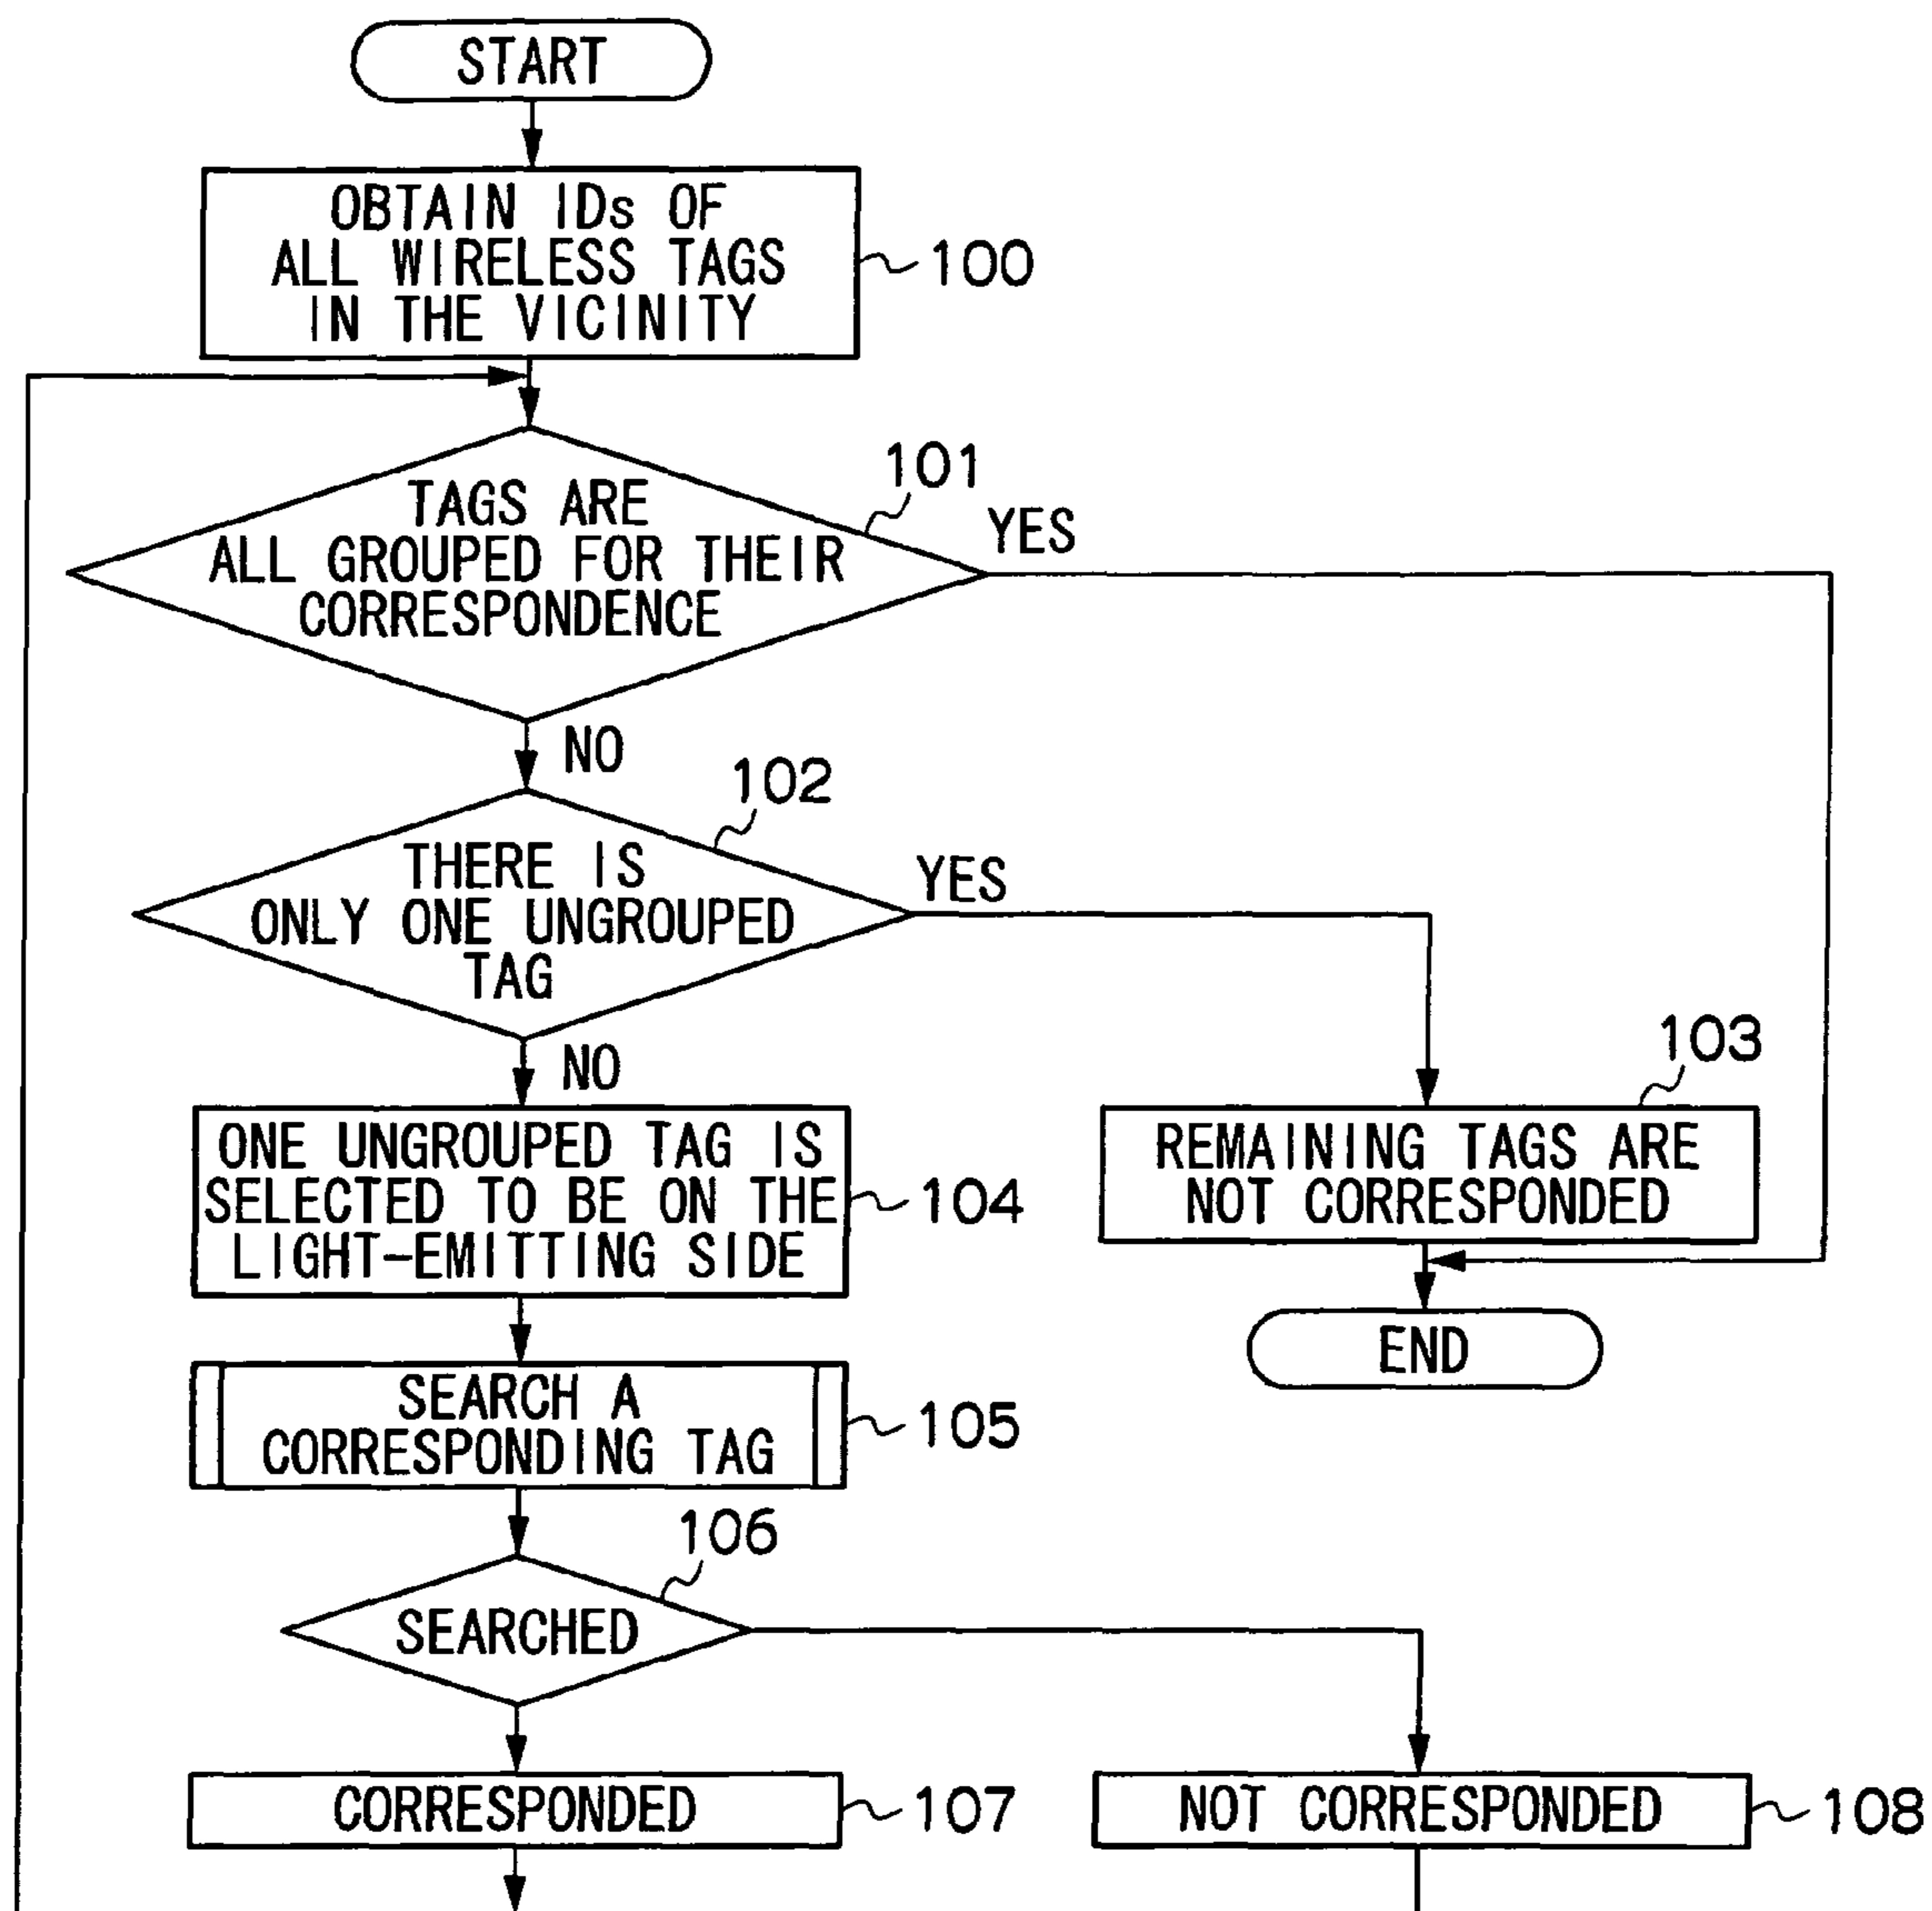 START
OBTAIN IDs OF
ALL WIRELESS TAGS
IN THE VICINITY
100
101
TAGS ARE
ALL GROUPED FOR THEIR
CORRESPONDENCE
YES
NO
102
THERE IS
ONLY ONE UNGROUPED
TAG
YES
NO
103
ONE UNGROUPED TAG IS
SELECTED TO BE ON THE
LIGHT-EMITTING SIDE
104
REMAINING TAGS ARE
NOT CORRESPONDED
END
SEARCH A
CORRESPONDING TAG
105
106
SEARCHED
CORRESPONDED
107
NOT CORRESPONDED
108